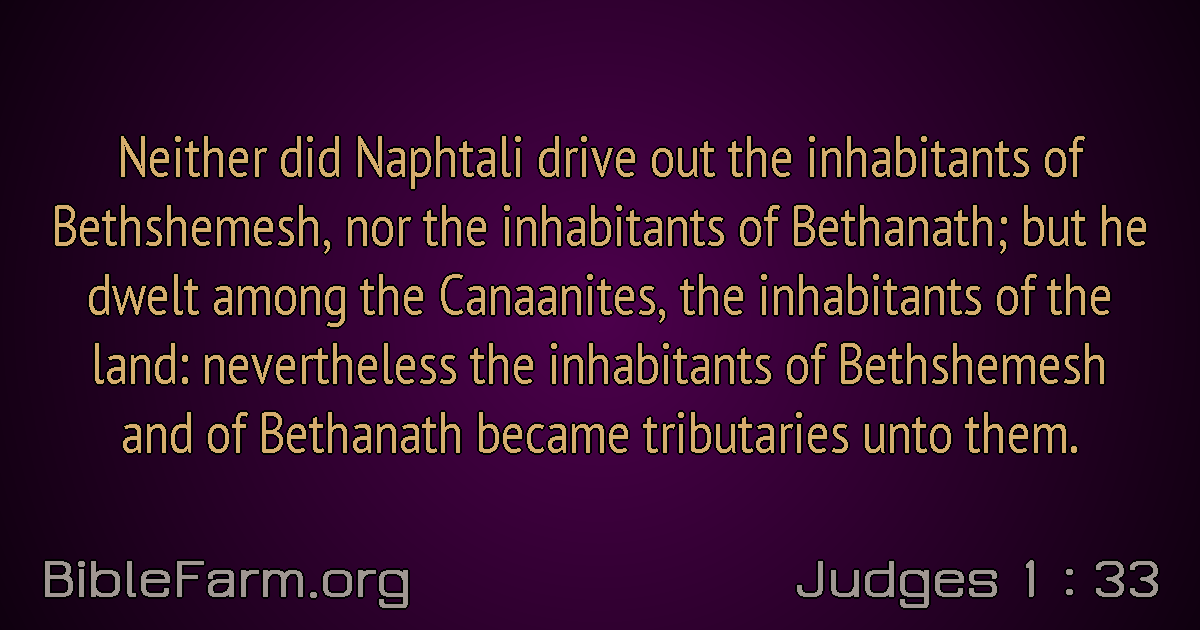 Neither did Naphtali drive out the inhabitants of
Bethshemesh, nor the inhabitants of Bethanath; but he
dwelt among the Canaanites, the inhabitants of the
land: nevertheless the inhabitants of Bethshemesh
and of Bethanath became tributaries unto them.
BibleFarm.org
Judges 1 : 33